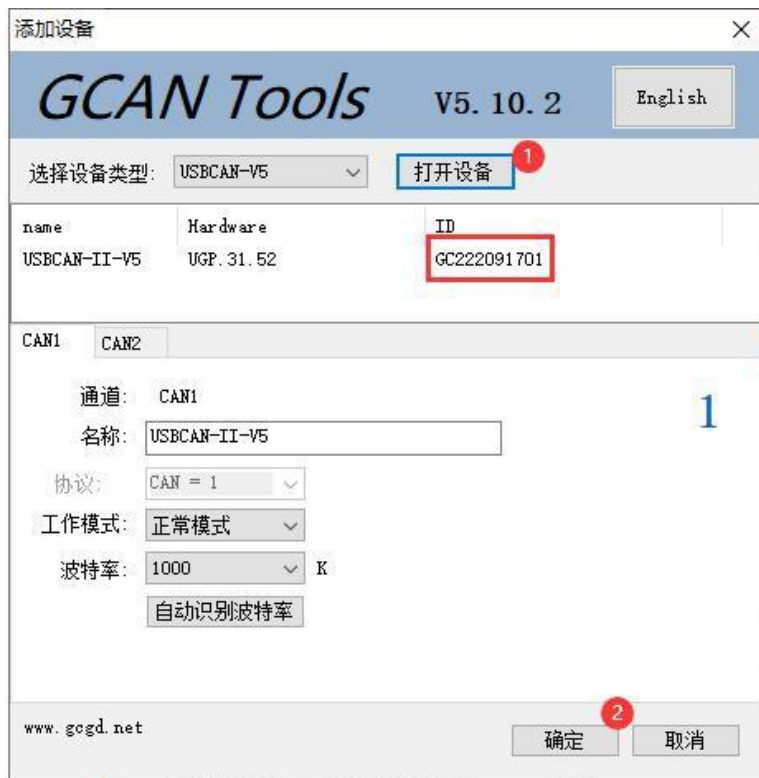 添加设备
GCAN Tools V5.10.2 English
选择设备类型: USBCAN-V5 打开设备 1
name Hardware ID
USBCAN-II-V5 UGP.31.52 GC222091701
CAN1 CAN2
通道: CAN1 1
名称: USBCAN-II-V5
协议: CAN = 1
工作模式: 正常模式
波特率: 1000 K
自动识别波特率
www.gcgd.net 确定 2 取消